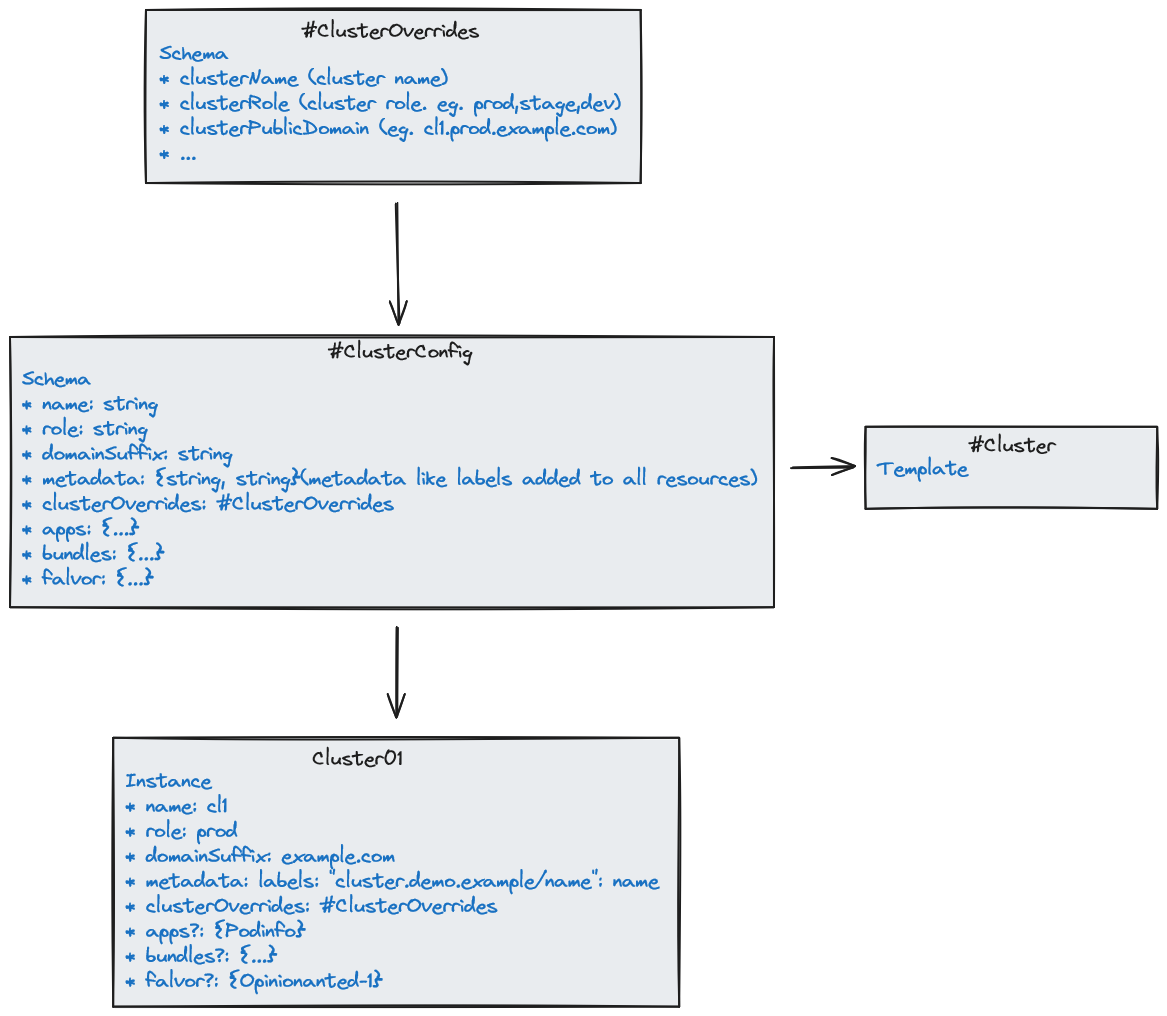 #ClusterOverrides
Schema
* clusterName (cluster name)
* clusterRole (cluster role. eg. prod,stage,dev)
* clusterPublicDomain (eg. cl1.prod.example.com)
* ...
#ClusterConfig
Schema
* name: string
* role: string
* domainSuffix: string
* metadata: {string, string}(metadata like labels added to all resources)
* clusterOverrides: #ClusterOverrides
* apps: {...}
* bundles: {...}
* falvor: {...}
#Cluster
Template
Cluster01
Instance
* name: cl1
* role: prod
* domainSuffix: example.com
* metadata: labels: "cluster.demo.example/name": name
* clusterOverrides: #ClusterOverrides
* apps?: {Podinfo}
* bundles?: {...}
* falvor?: {Opinionanted-1}